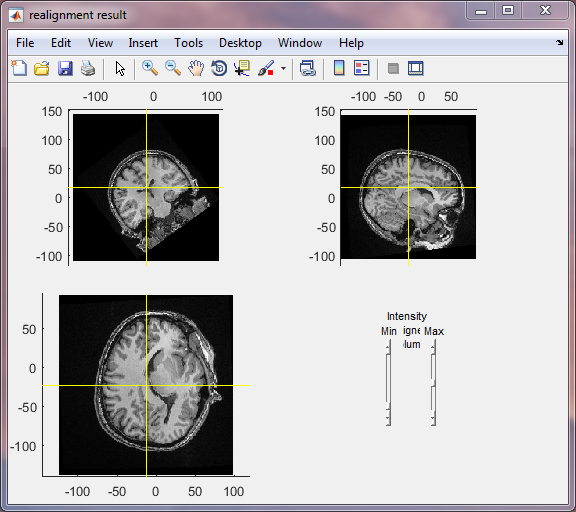 realignment result
File Edit View Insert Tools Desktop Window Help
-100 0 100
150
100
50
0
-50
-100
-100 -50 0 50
150
100
50
0
-50
-100
50
0
-50
-100
-100 -50 0 50 100
Intensity
Min igne Max
lum